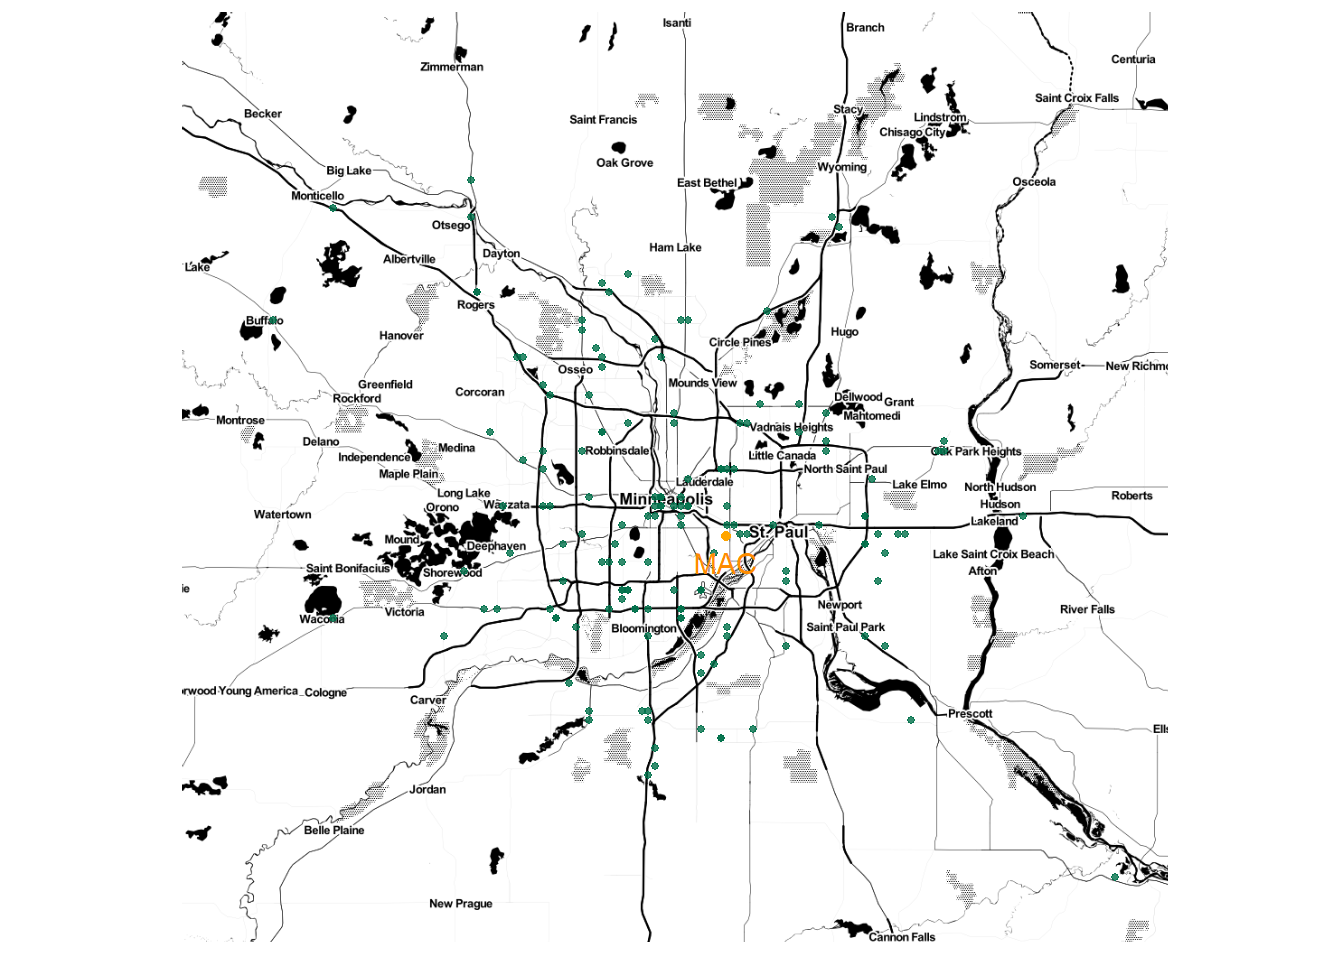 Isanti
Branch
Centuria
Zimmerman
Saint Croix Falls
Becker
Stacy
Lindstrom
Saint Francis
Chisago City
Oak Grove
Big Lake
Wyoming
East Bethel
Osceola
Monticello
Otsego
Ham Lake
Dayton
Albertville
Lake
Rogers
Buffalo
Hugo
Hanover
Circle Pines
Somerset
New Richmo
Osseo
Mounds View
Greenfield
Corcoran
Rockford
Dellwood
Grant
Mahtomedi
Montrose
Vadnais Heights
Delano
Medina
Robbinsdale
Oak Park Heights
Independence
Little Canada
Maple Plain
North Saint Paul
Lauderdale
Lake Elmo
North Hudson
Long Lake
Minneapolis
Roberts
Orono
Wayzata
Hudson
Watertown
Lakeland
St. Paul
Mound
Deephaven
Lake Saint Croix Beach
MAC
Saint Bonifacius
Shorewood
Afton
ie
Victoria
Newport
River Falls
Waconia
Bloomington
Saint Paul Park
orwood Young America
Cologne
Carver
Prescott
Ells
Jordan
Belle Plaine
New Prague
Cannon Falls